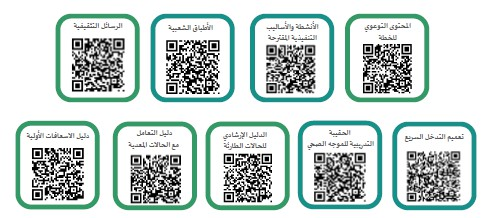 المحتوى التوعوي
للخطة
الأنشطة والأساليب
التنفيذية المقترحة
الأطباق الشعبية
الرسائل التثقيفية
تعميم التدخل السريع
الحقيبة
التدريبية للموجه الصحي
الدليل الإرشادي
للحالات الطارئة
دليل التعامل
مع الحالات المعدية
دليل الاسعافات الأولية